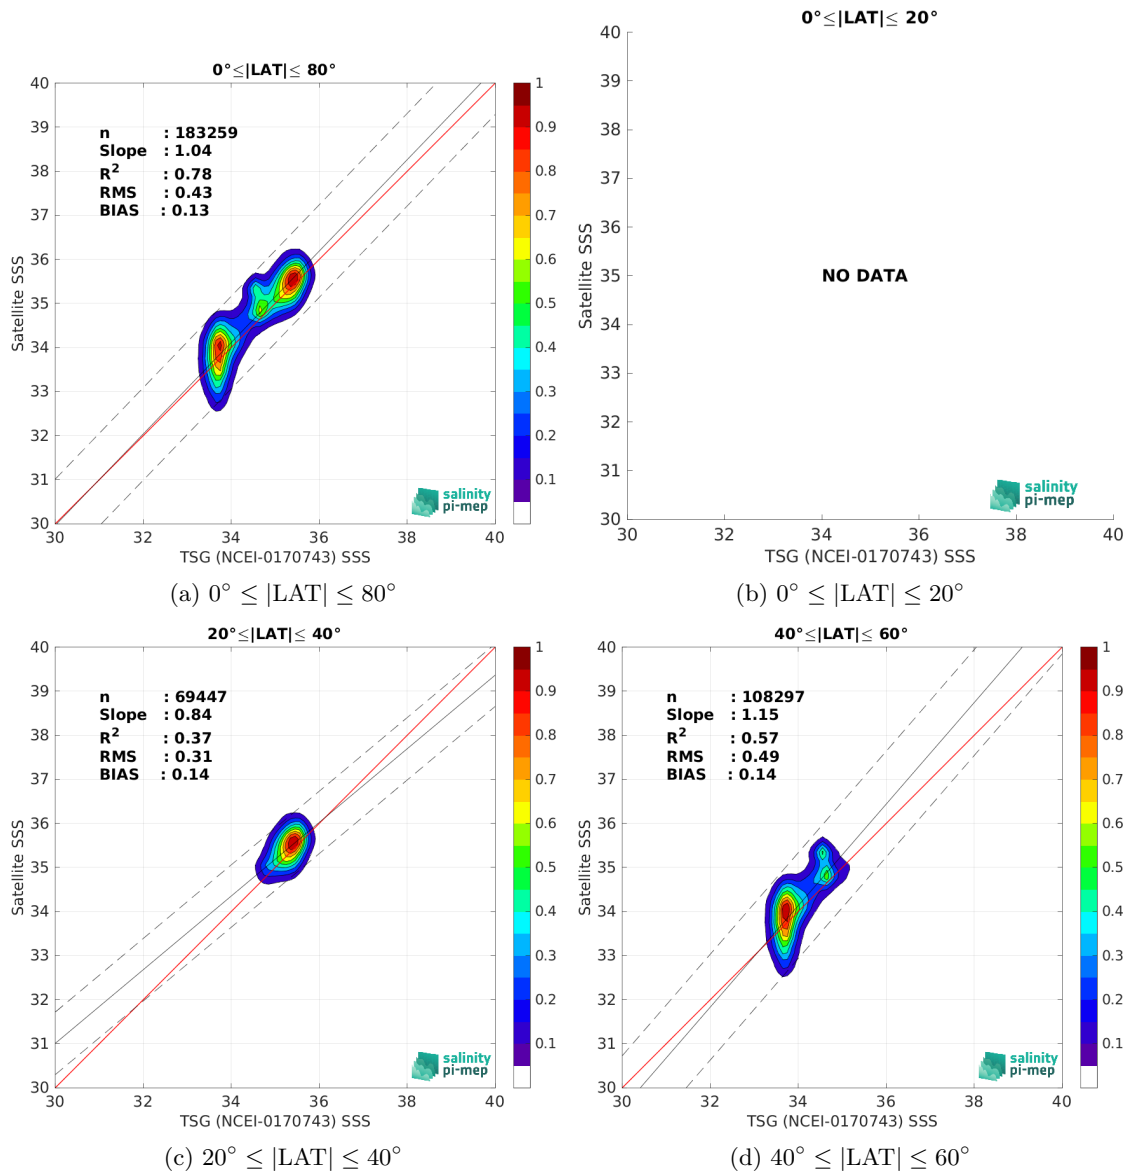 0°≤|LAT|≤ 80°
n : 183259
Slope : 1.04
R² : 0.78
RMS : 0.43
BIAS : 0.13
40
39
38
37
36
35
34
33
32
31
30
30
32
34
36
38
40
Satellite SSS
TSG (NCEI-0170743) SSS
1
0.9
0.8
0.7
0.6
0.5
0.4
0.3
0.2
0.1
salinity
pi-mep
(a) 0° ≤ |LAT| ≤ 80°
0°≤|LAT|≤ 20°
NO DATA
40
39
38
37
36
35
34
33
32
31
30
30
32
34
36
38
40
Satellite SSS
TSG (NCEI-0170743) SSS
salinity
pi-mep
(b) 0° ≤ |LAT| ≤ 20°
20°≤|LAT|≤ 40°
n : 69447
Slope : 0.84
R² : 0.37
RMS : 0.31
BIAS : 0.14
40
39
38
37
36
35
34
33
32
31
30
30
32
34
36
38
40
Satellite SSS
TSG (NCEI-0170743) SSS
1
0.9
0.8
0.7
0.6
0.5
0.4
0.3
0.2
0.1
salinity
pi-mep
(c) 20° ≤ |LAT| ≤ 40°
40°≤|LAT|≤ 60°
n : 108297
Slope : 1.15
R² : 0.57
RMS : 0.49
BIAS : 0.14
40
39
38
37
36
35
34
33
32
31
30
30
32
34
36
38
40
Satellite SSS
TSG (NCEI-0170743) SSS
1
0.9
0.8
0.7
0.6
0.5
0.4
0.3
0.2
0.1
salinity
pi-mep
(d) 40° ≤ |LAT| ≤ 60°